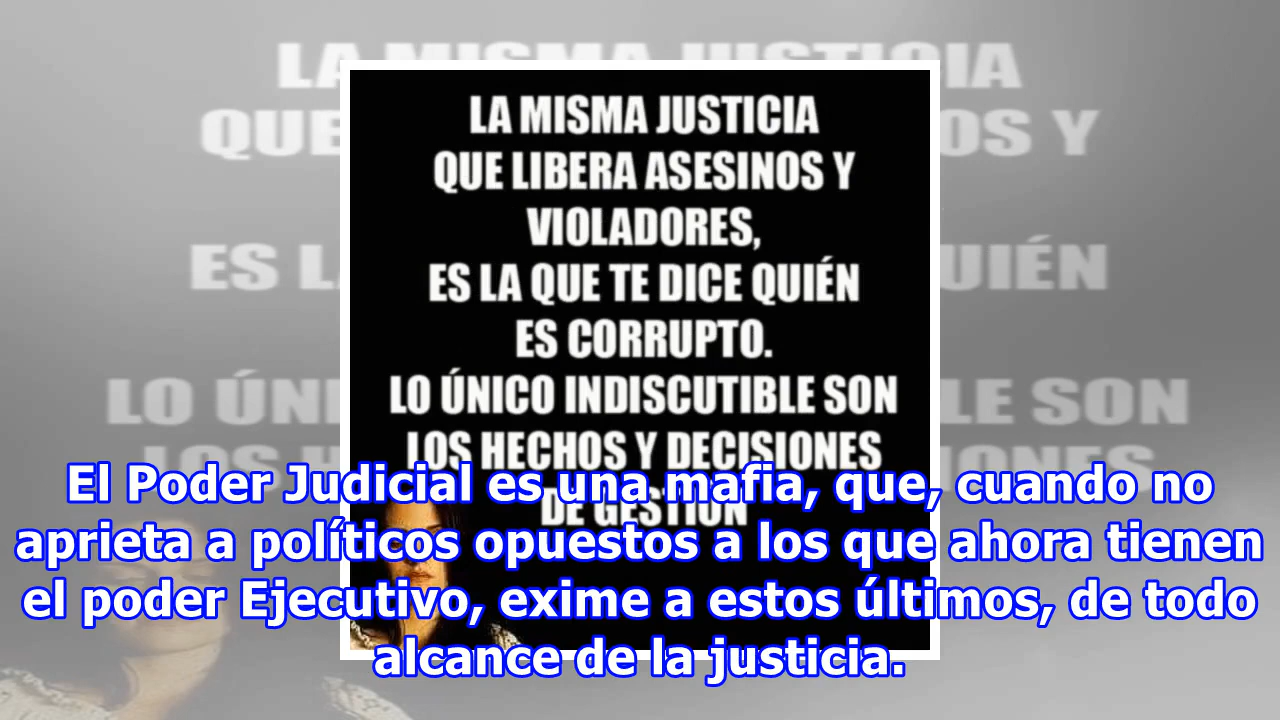 LA MISMA JUSTICIA
QUE LIBERA ASESINOS Y
VIOLADORES,
ES LA QUE TE DICE QUIÉN
ES CORRUPTO.
LO ÚNICO INDISCUTIBLE SON
LOS HECHOS Y DECISIONES
DE GESTIÓN
El Poder Judicial es una mafia, que, cuando no
aprieta a políticos opuestos a los que ahora tienen
el poder Ejecutivo, exime a estos últimos, de todo
alcance de la justicia.